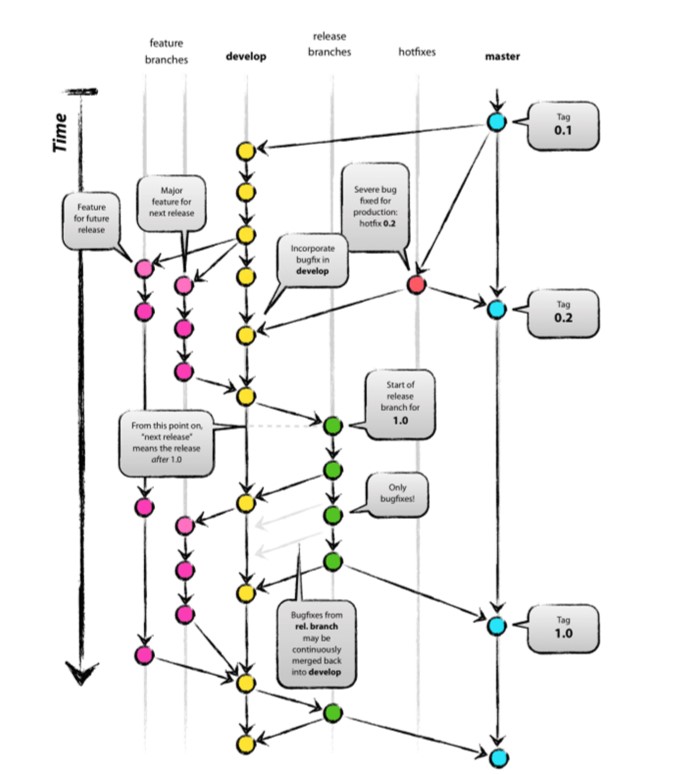 feature
branches
develop
release
branches
hotfixes
master
Time
Tag
0.1
Feature
for future
release
Major
feature for
next release
Severe bug
fixed for
production:
hotfix 0.2
Incorporate
bugfix in
develop
Tag
0.2
Start of
release
branch for
1.0
From this point on,
"next release"
means the release
after 1.0
Only
bugfixes!
Bugfixes from
rel. branch
may be
continuously
merged back
into develop
Tag
1.0